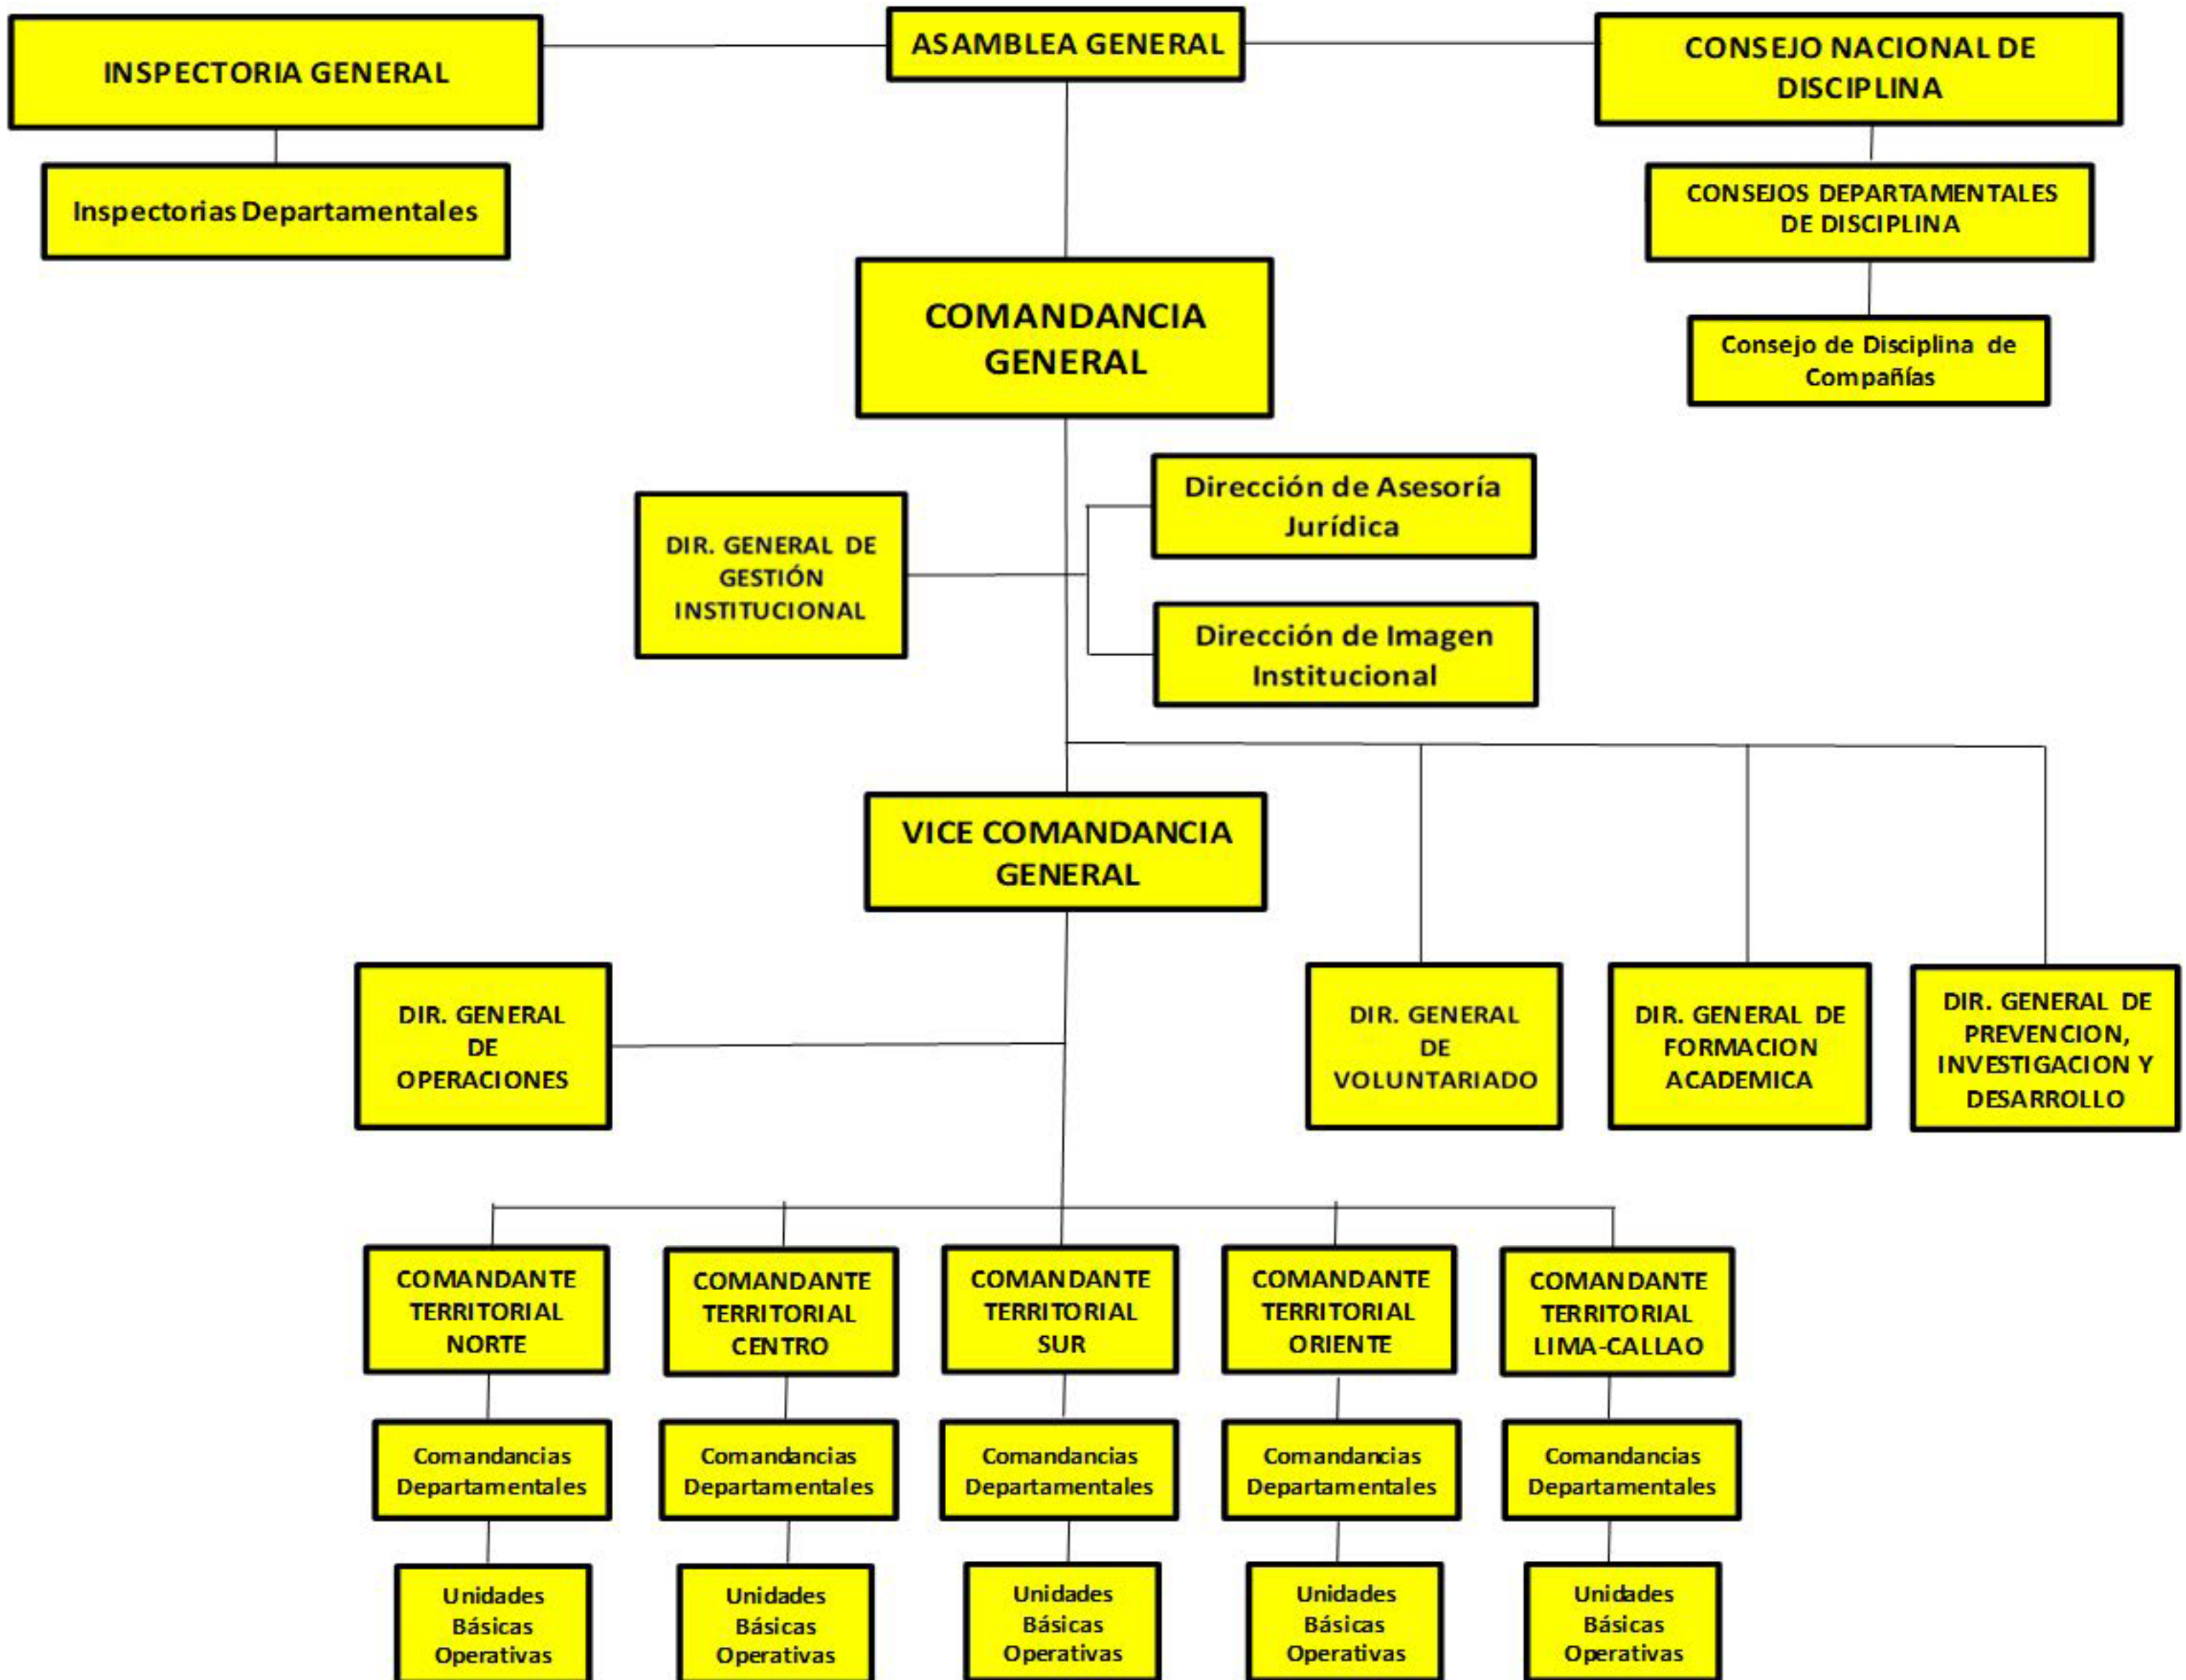 INSPECTORIA GENERAL
ASAMBLEA GENERAL
CONSEJO NACIONAL DE
DISCIPLINA
Inspectorias Departamentales
CONSEJOS DEPARTAMENTALES
DE DISCIPLINA
Consejo de Disciplina de
Compañías
COMANDANCIA
GENERAL
DIR. GENERAL DE
GESTIÓN
INSTITUCIONAL
Dirección de Asesoría
Jurídica
Dirección de Imagen
Institucional
VICE COMANDANCIA
GENERAL
DIR. GENERAL
DE
OPERACIONES
DIR. GENERAL
DE
VOLUNTARIADO
DIR. GENERAL DE
FORMACION
ACADEMICA
DIR. GENERAL DE
PREVENCION,
INVESTIGACION Y
DESARROLLO
COMANDANTE
TERRITORIAL
NORTE
COMANDANTE
TERRITORIAL
CENTRO
COMANDANTE
TERRITORIAL
SUR
COMANDANTE
TERRITORIAL
ORIENTE
COMANDANTE
TERRITORIAL
LIMA-CALLAO
Comandancias
Departamentales
Comandancias
Departamentales
Comandancias
Departamentales
Comandancias
Departamentales
Comandancias
Departamentales
Unidades
Básicas
Operativas
Unidades
Básicas
Operativas
Unidades
Básicas
Operativas
Unidades
Básicas
Operativas
Unidades
Básicas
Operativas